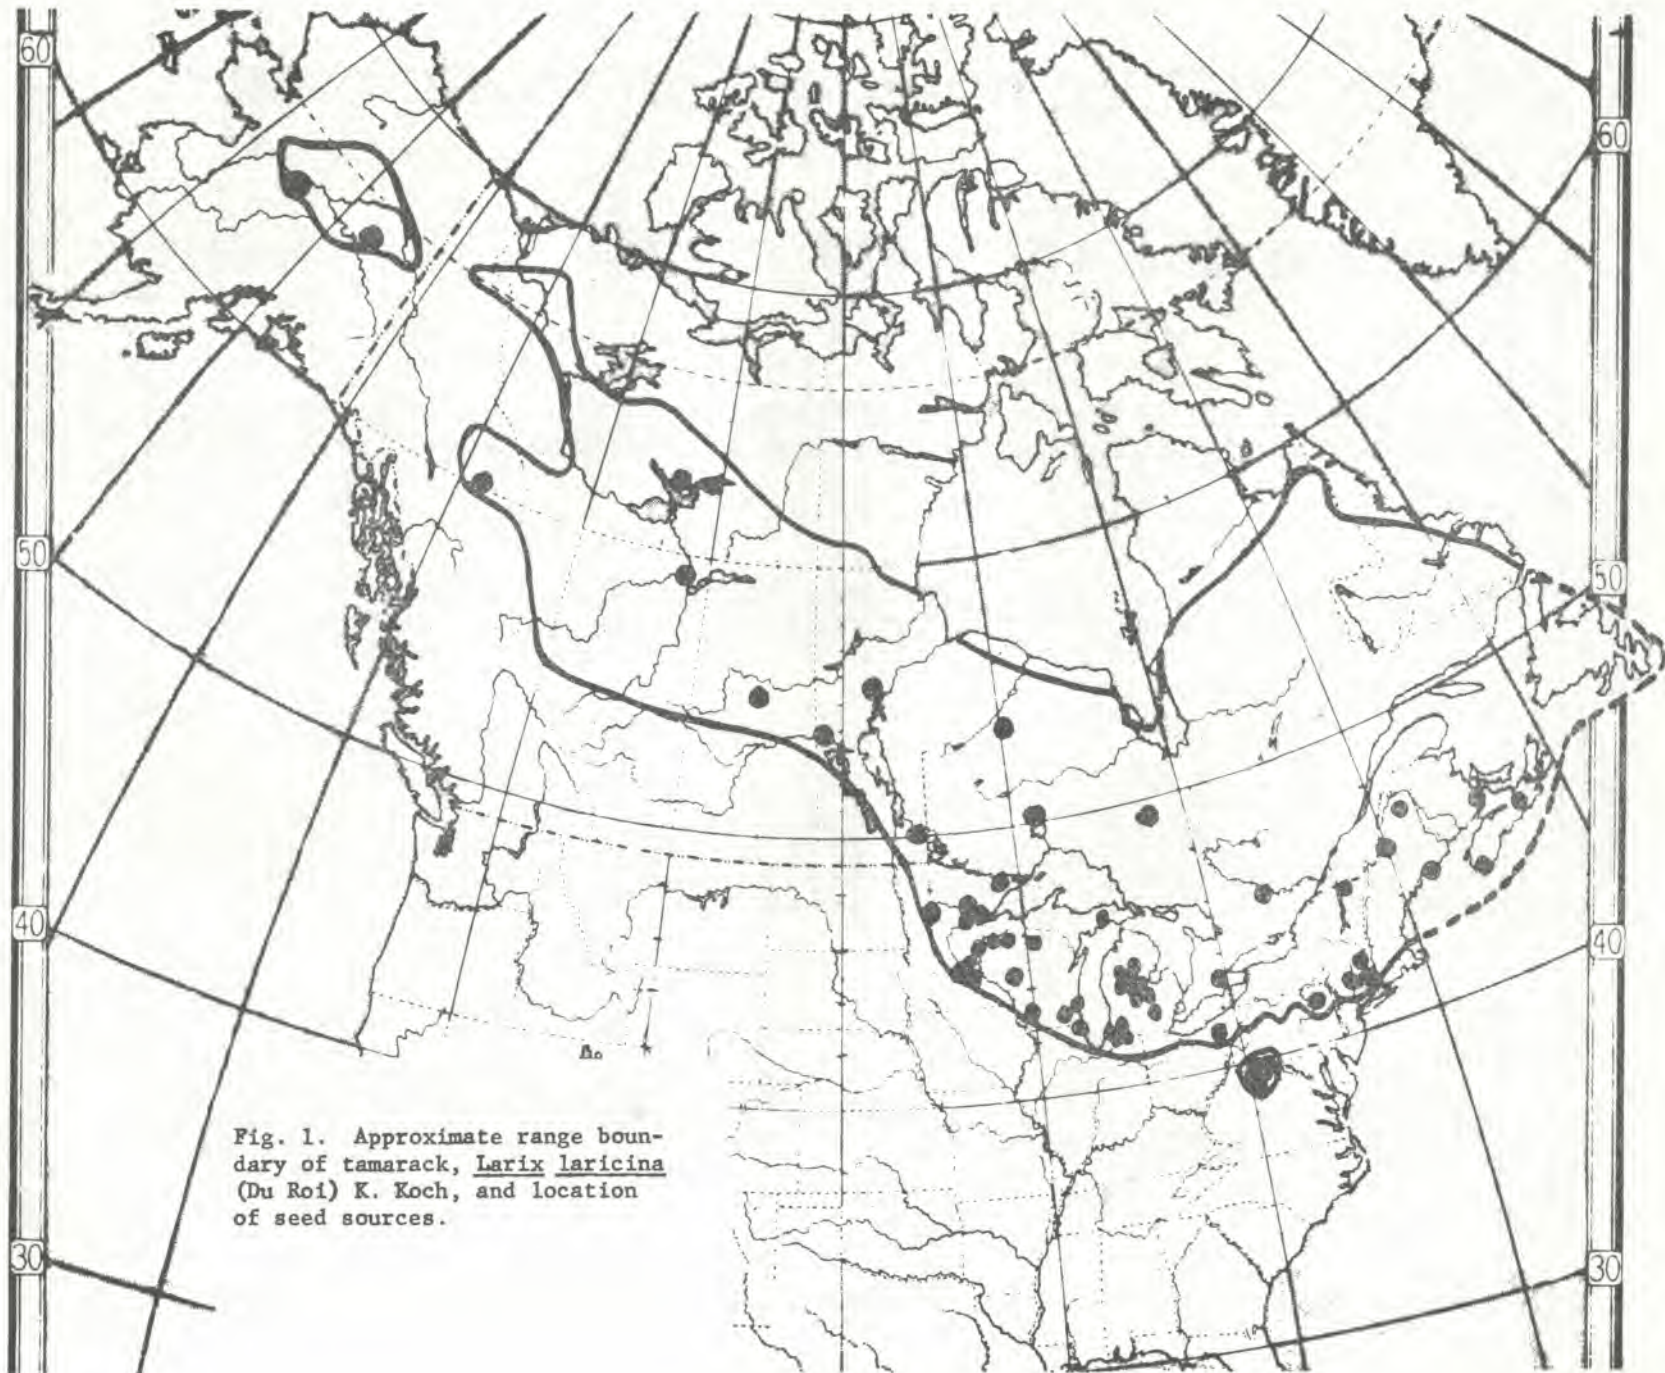 60
60
50
50
40
40
Fig. 1. Approximate range boun-
dary of tamarack, Larix laricina
(Du Roi) K. Koch, and location
of seed sources.
30
30